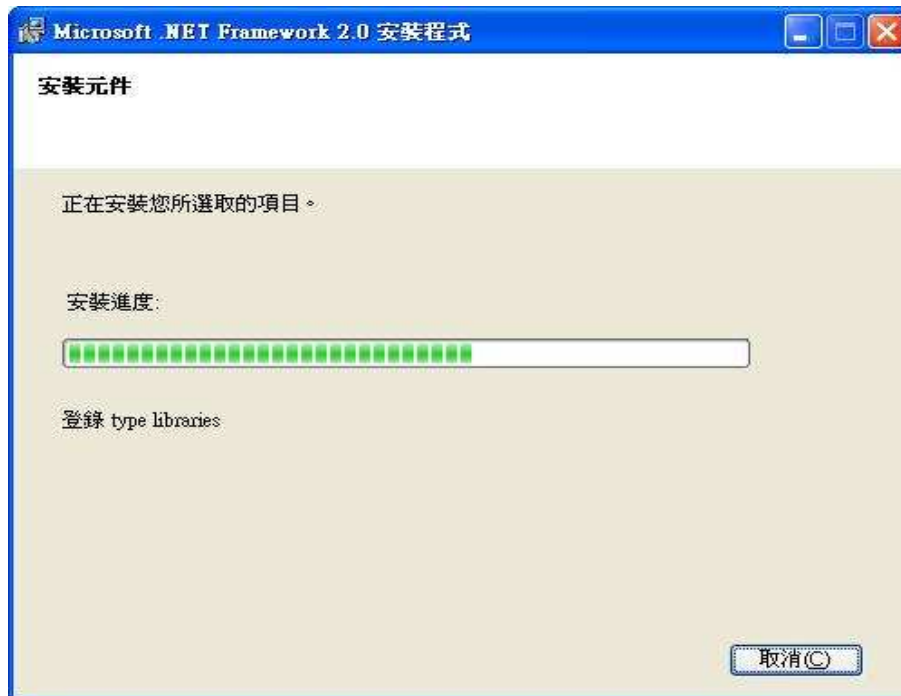 Microsoft .NET Framework 2.0 安裝程式
安裝元件
正在安裝您所選取的項目。
安裝進度:
登錄 type libraries
取消(C)